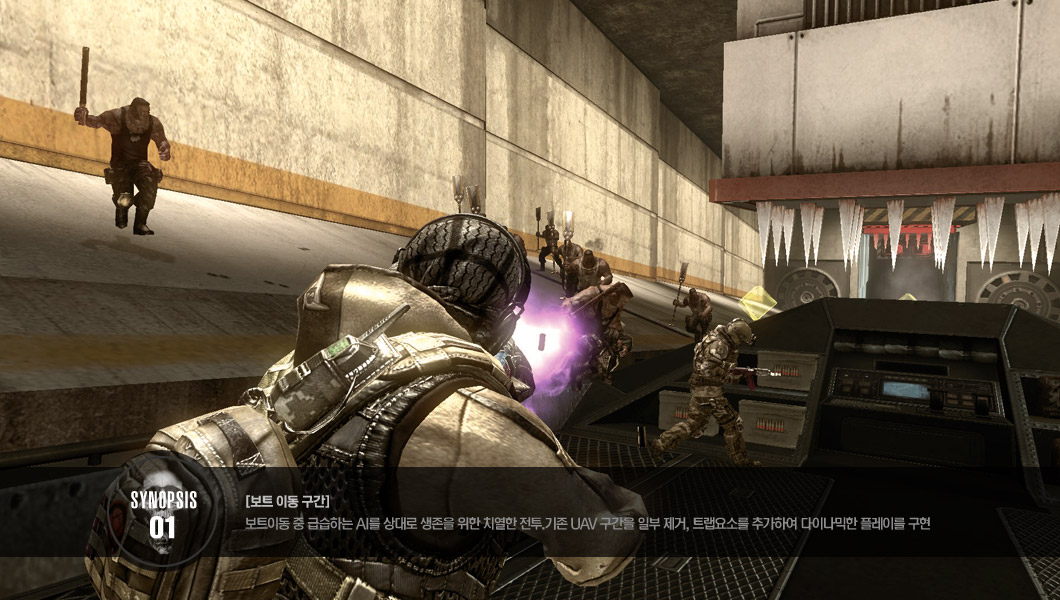 SYNOPSIS
01
[보트 이동 구간]
보트이동 중 급습하는 AI를 상대로 생존을 위한 치열한 전투.기존 UAV 구간을 일부 제거, 트랩요소를 추가하여 다이나믹한 플레이를 구현